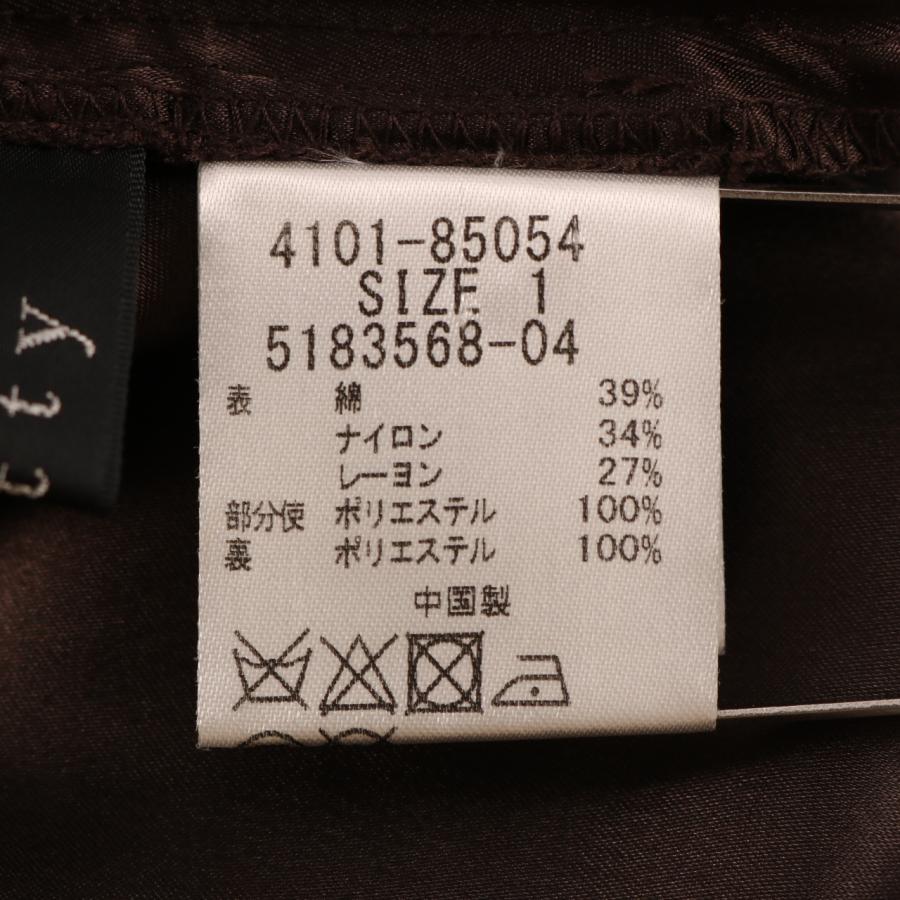 4101-85054
SIZE 1
5183568-04
表 綿 39%
ナイロン 34%
レーヨン 27%
部分使 ポリエステル 100%
裏 ポリエステル 100%
中国製
tty